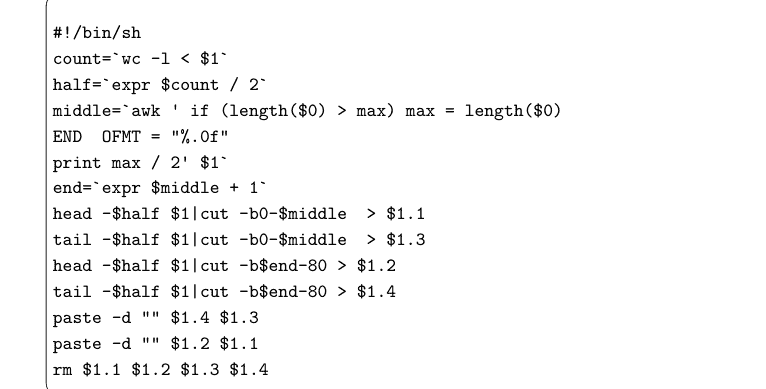 #!/bin/sh
count=`wc -l < $1`
half=`expr $count / 2`
middle=`awk ' if (length($0) > max) max = length($0)
END  OFMT = "%.0f"
print max / 2' $1`
end=`expr $middle + 1`
head -$half $1|cut -b0-$middle  > $1.1
tail -$half $1|cut -b0-$middle  > $1.3
head -$half $1|cut -b$end-80 > $1.2
tail -$half $1|cut -b$end-80 > $1.4
paste -d "" $1.4 $1.3
paste -d "" $1.2 $1.1
rm $1.1 $1.2 $1.3 $1.4